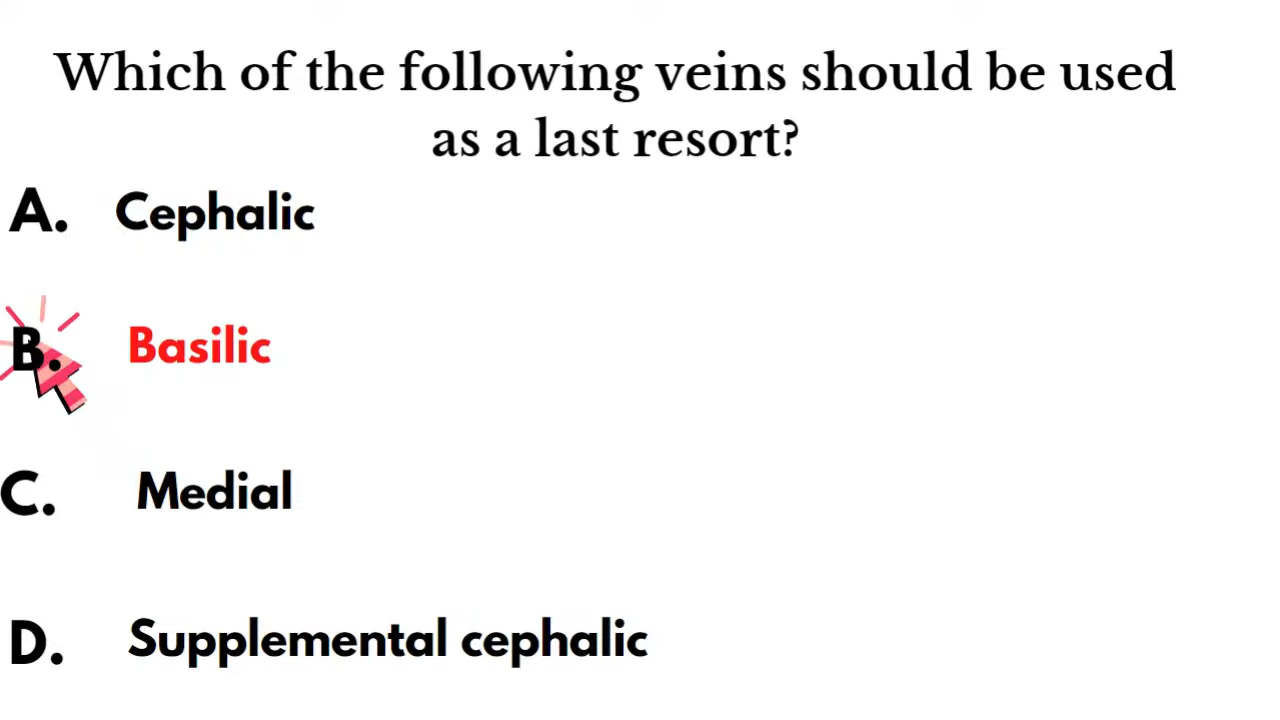 Which of the following veins should be used
as a last resort?
A. Cephalic
B. Basilic
C. Medial
D. Supplemental cephalic